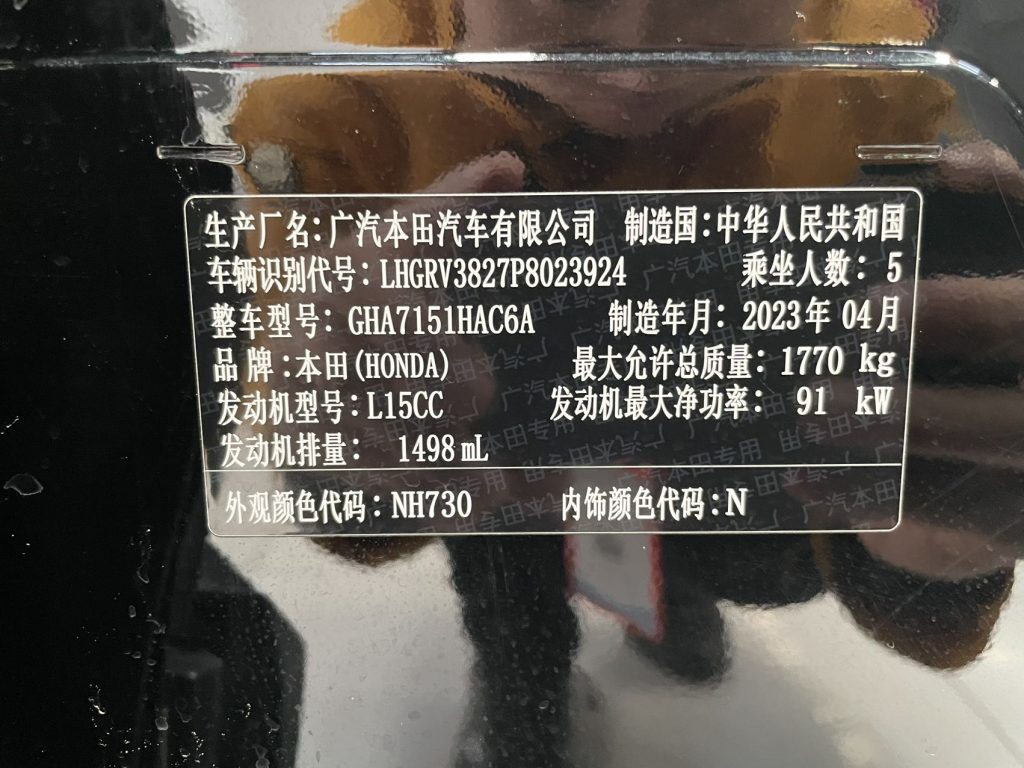 生产厂名：广汽本田汽车有限公司 制造国：中华人民共和国
车辆识别代号：LHGRV3827P8023924 乘坐人数：5
整车型号：GHA7151HAC6A 制造年月：2023年04月
品牌：本田(HONDA) 最大允许总质量：1770 kg
发动机型号：L15CC 发动机最大净功率：91 kW
发动机排量：1498 mL
外观颜色代码：NH730 内饰颜色代码：N